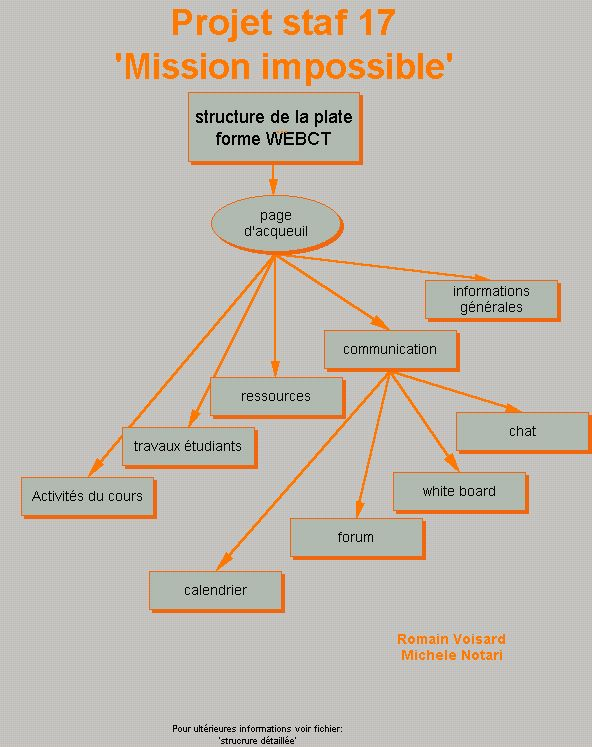 Projet staf 17
'Mission impossible'
structure de la plate
forme WEBCT
page
d'acqueuil
informations
générales
communication
ressources
chat
travaux étudiants
white board
Activités du cours
forum
calendrier
Romain Voisard
Michele Notari
Pour ultérieures informations voir fichier:
'strucrure détaillée'